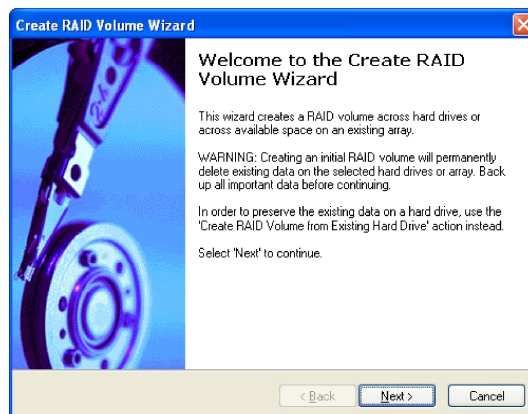 Create RAID Volume Wizard
Welcome to the Create RAID
Volume Wizard
This wizard creates a RAID volume across hard drives or
across available space on an existing array.
WARNING: Creating an initial RAID volume will permanently
delete existing data on the selected hard drives or array. Back
up all important data before continuing.
In order to preserve the existing data on a hard drive, use the
'Create RAID Volume from Existing Hard Drive' action instead.
Select 'Next' to continue.
< Back
Next >
Cancel